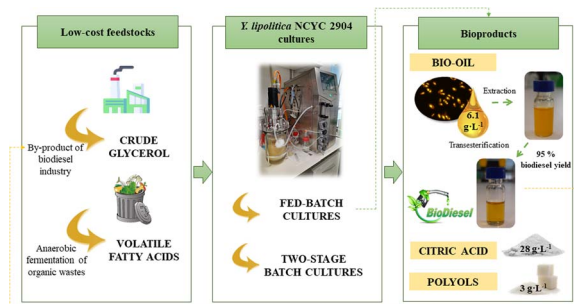 Low-cost feedstocks
By-product of
biodiesel
industry
CRUDE
GLYCEROL
Anaerobic
fermentation of
organic wastes
VOLATILE
FATTY ACIDS
Y. lipolitica NCYC 2904
cultures
FED-BATCH
CULTURES
TWO-STAGE
BATCH CULTURES
Bioproducts
BIO-OIL
6.1
g·L-1
Extraction
Transesterification
95 %
biodiesel yield
BioDiesel
CITRIC ACID
28 g·L-1
POLYOLS
3 g·L-1